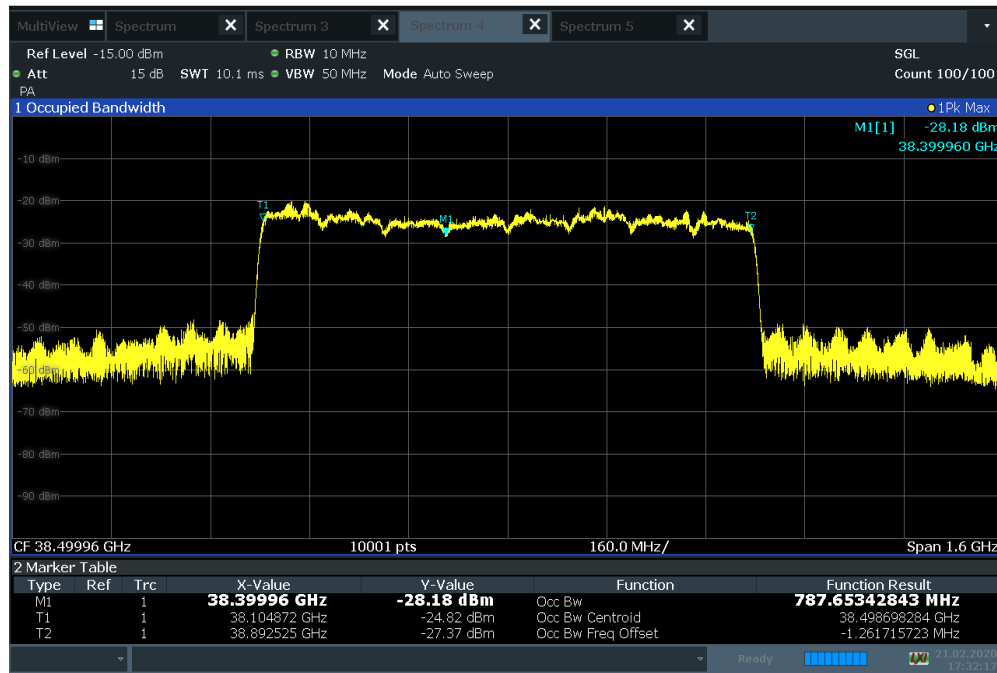 MultiView Spectrum X Spectrum 3 X Spectrum 4 X Spectrum 5 X
Ref Level -15.00 dBm RBW 10 MHz SGL
Att 15 dB SWT 10.1 ms VBW 50 MHz Mode Auto Sweep Count 100/100
PA
1 Occupied Bandwidth 1Pk Max
M1[1] -28.18 dBm
38.399960 GHz
-10 dBm
-20 dBm
T1 M1 T2
-30 dBm
-40 dBm
-50 dBm
-60 dBm
-70 dBm
-80 dBm
-90 dBm
CF 38.49996 GHz 10001 pts 160.0 MHz/ Span 1.6 GHz
2 Marker Table
Type Ref Trc X-Value Y-Value Function Function Result
M1 1 38.39996 GHz -28.18 dBm Occ Bw 787.65342843 MHz
T1 1 38.104872 GHz -24.82 dBm Occ Bw Centroid 38.498698284 GHz
T2 1 38.892525 GHz -27.37 dBm Occ Bw Freq Offset -1.261715723 MHz
Ready LXI 21.02.2020
17:32:17